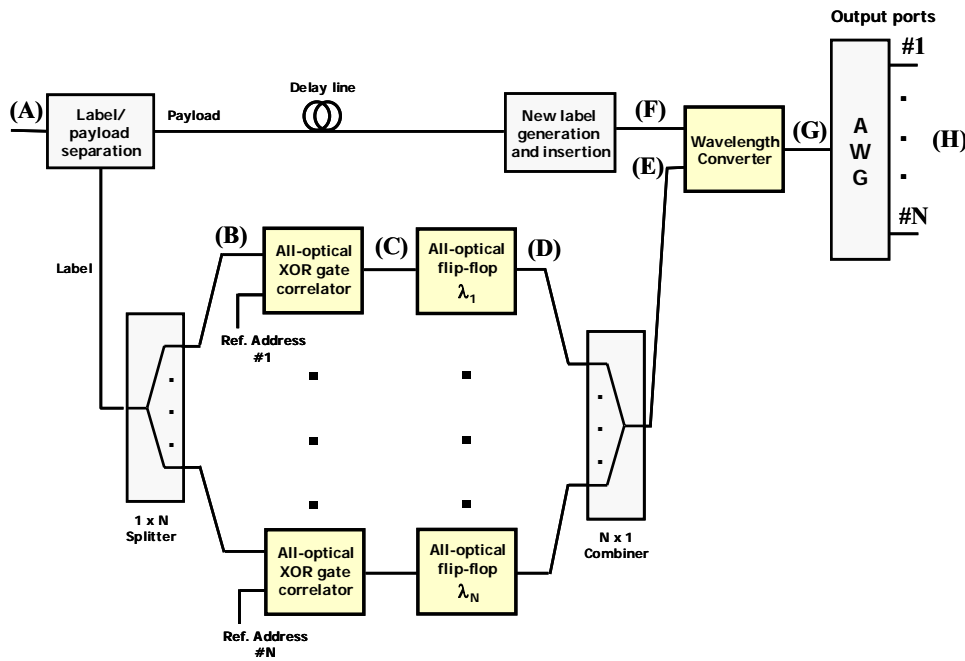 Output ports
#1
(A)
Label/
payload
separation
Payload
Delay line
New label
generation
and insertion
(F)
(E)
Wavelength
Converter
(G)
A
W
G
(H)
#N
Label
(B)
All-optical
XOR gate
correlator
(C)
All-optical
flip-flop
λ1
(D)
Ref. Address
#1
1 x N
Splitter
All-optical
XOR gate
correlator
All-optical
flip-flop
λN
N x 1
Combiner
Ref. Address
#N